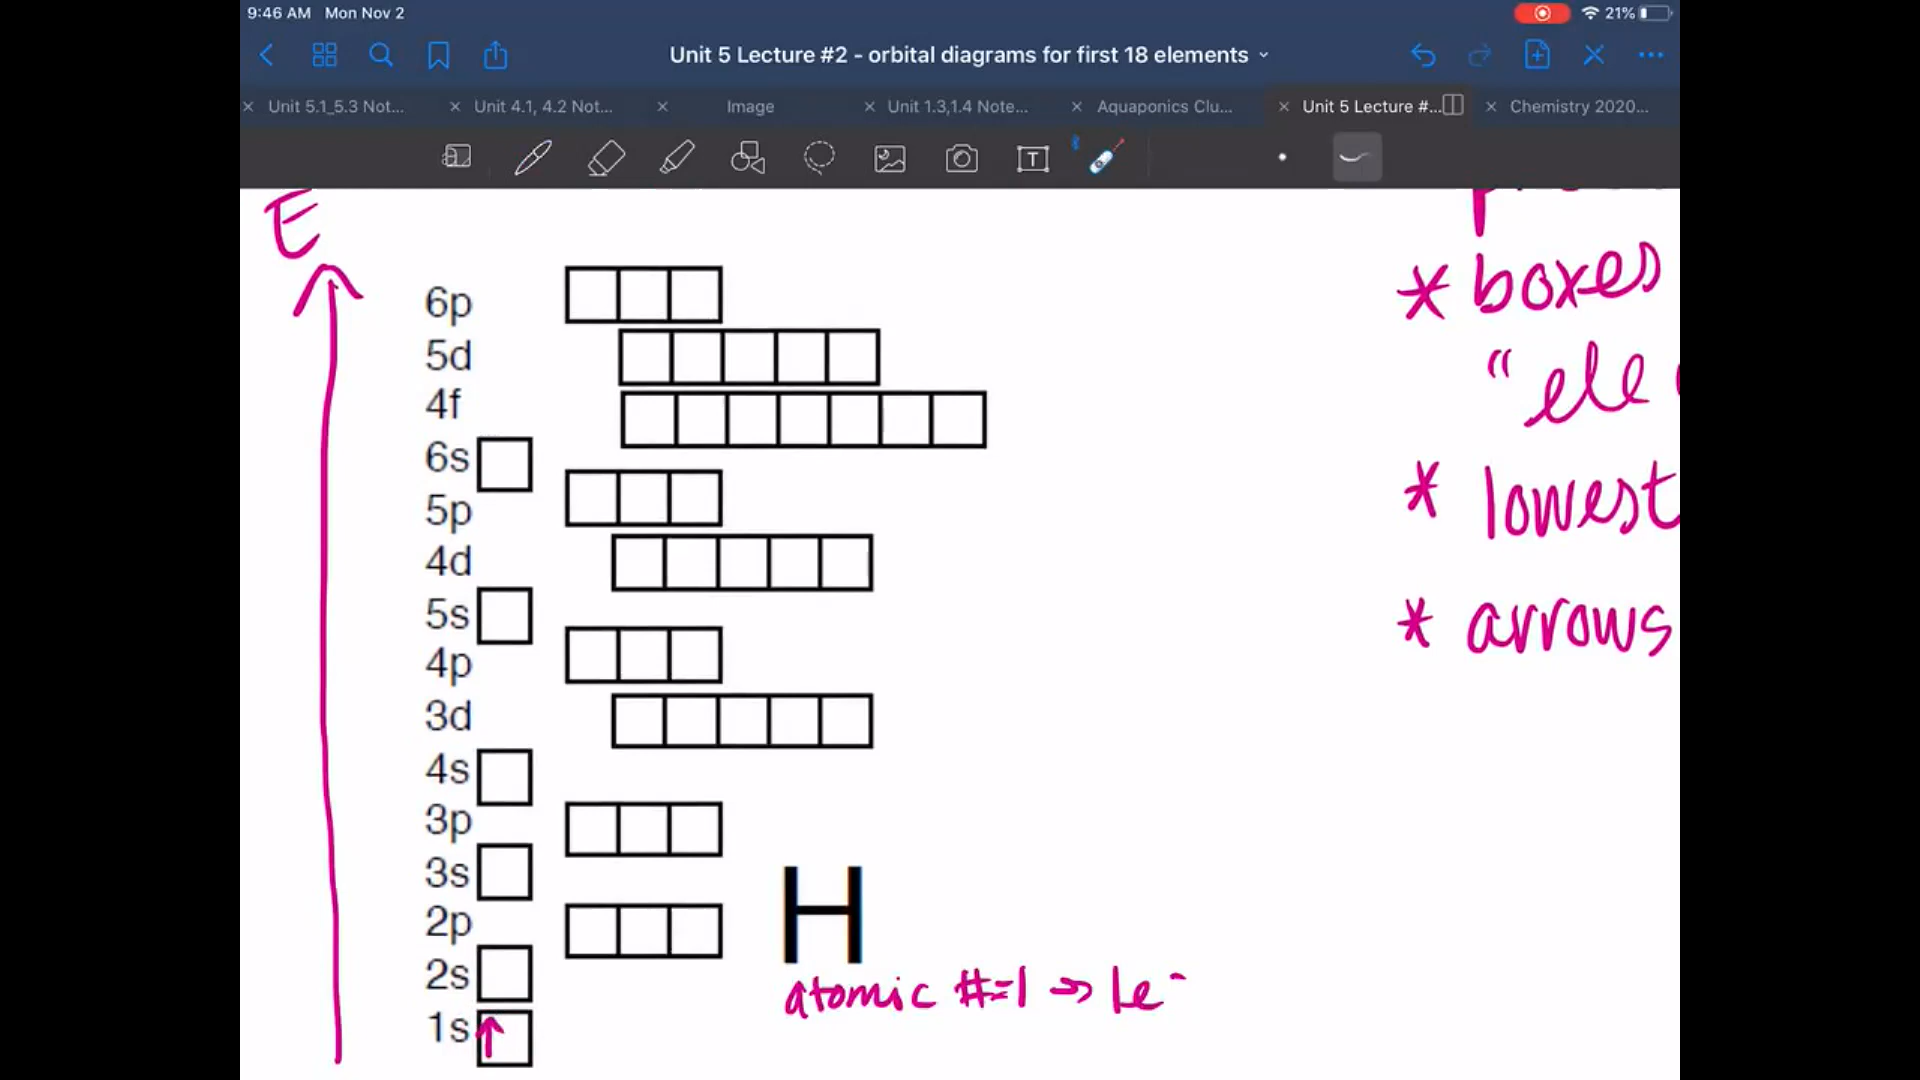 9:46 AM Mon Nov 2 21%
Unit 5 Lecture #2 - orbital diagrams for first 18 elements
Unit 5.1_5.3 Not... Unit 4.1, 4.2 Not... Image Unit 1.3,1.4 Note... Aquaponics Clu... Unit 5 Lecture #... Chemistry 2020...
T
E
* boxes
6p
5d
"ele
4f
6s
* lowest
5p
4d
5s
* arrows
4p
3d
4s
3p
3s
H
2p
2s
atomic #=1 => 1e⁻
1s ↑